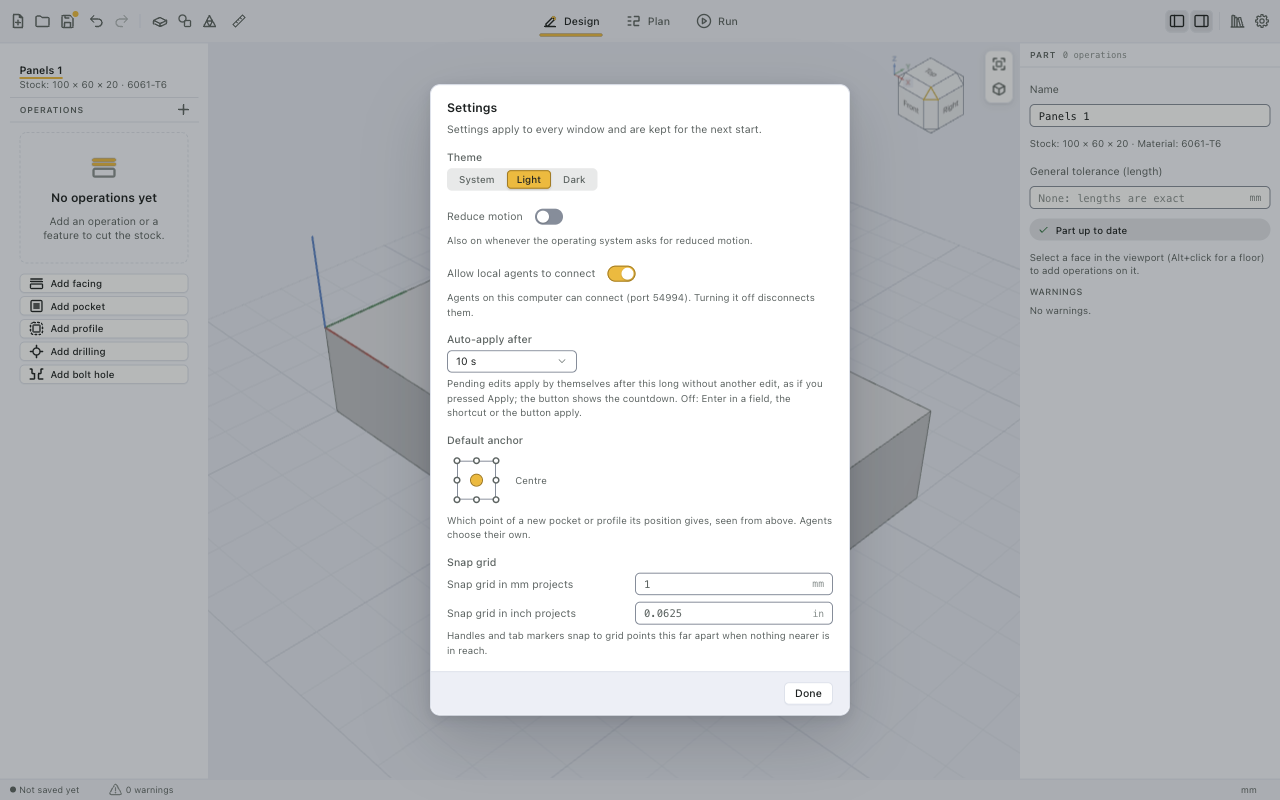 Design
Plan
Run
Panels 1
Stock: 100 × 60 × 20 · 6061-T6
OPERATIONS
No operations yet
Add an operation or a
feature to cut the stock.
Add facing
Add pocket
Add profile
Add drilling
Add bolt hole
Settings
Settings apply to every window and are kept for the next start.
Theme
System
Light
Dark
Reduce motion
Also on whenever the operating system asks for reduced motion.
Allow local agents to connect
Agents on this computer can connect (port 54994). Turning it off disconnects
them.
Auto-apply after
10 s
Pending edits apply by themselves after this long without another edit, as if you
pressed Apply; the button shows the countdown. Off: Enter in a field, the
shortcut or the button apply.
Default anchor
Centre
Which point of a new pocket or profile its position gives, seen from above. Agents
choose their own.
Snap grid
Snap grid in mm projects
1 mm
Snap grid in inch projects
0.0625 in
Handles and tab markers snap to grid points this far apart when nothing nearer is
in reach.
Done
Top
Front
Right
Z
PART 0 operations
Name
Panels 1
Stock: 100 × 60 × 20 · Material: 6061-T6
General tolerance (length)
None: lengths are exact mm
Part up to date
Select a face in the viewport (Alt+click for a floor)
to add operations on it.
WARNINGS
No warnings.
Not saved yet
0 warnings
mm